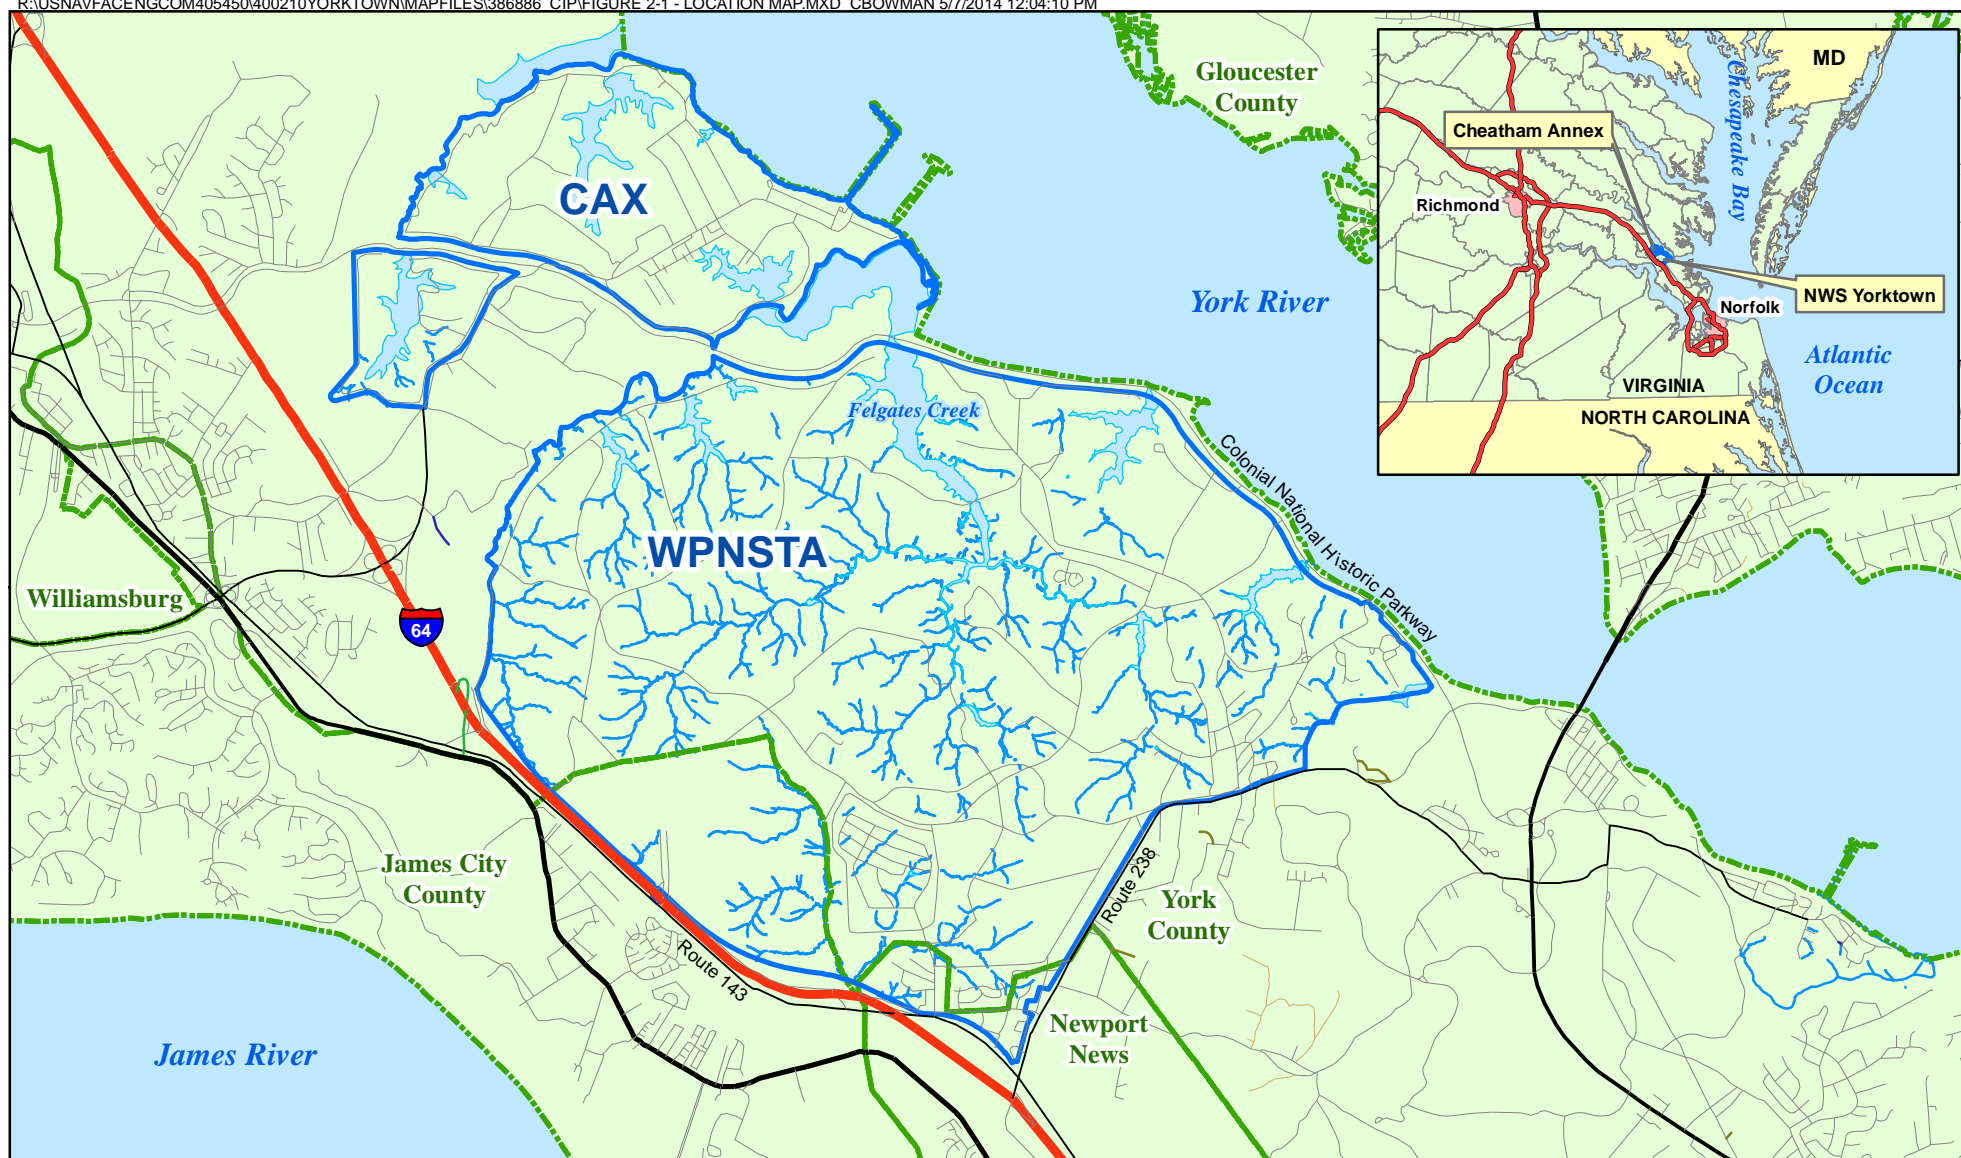 R:\USNAVFACENGCOM405450\400210YORKTOWN\MAPFILES\386886_CIP\FIGURE 2-1 - LOCATION MAP.MXD CBOWMAN 5/7/2014 12:04:10 PM
Gloucester
County
MD
Chesapeake Bay
Cheatham Annex
Richmond
NWS Yorktown
Norfolk
Atlantic
Ocean
VIRGINIA
NORTH CAROLINA
CAX
York River
Felgates Creek
Colonial National His\toric Parkway
WPNSTA
Williamsburg
64
James City
County
Route 238
York
County
Route 143
Newport
News
James River